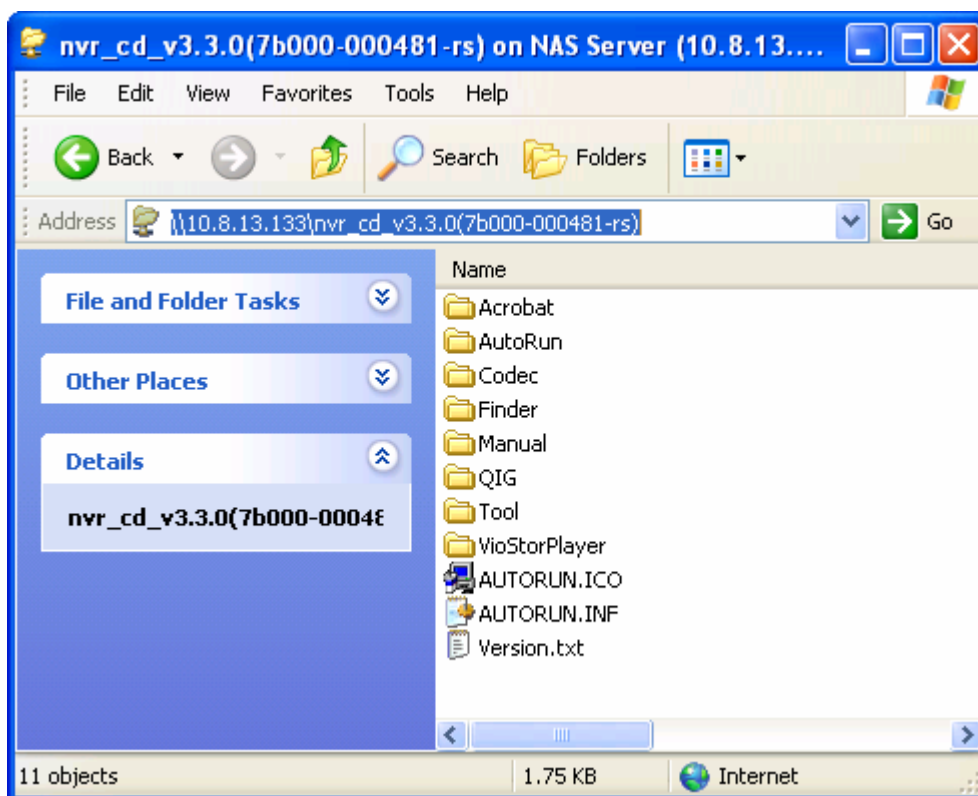 nvr_cd_v3.3.0(7b000-000481-rs) on NAS Server (10.8.13....
File Edit View Favorites Tools Help
Back Search Folders
Address \\10.8.13.133\nvr_cd_v3.3.0(7b000-000481-rs) Go
Name
File and Folder Tasks
Other Places
Details
nvr_cd_v3.3.0(7b000-00048
Acrobat
AutoRun
Codec
Finder
Manual
QIG
Tool
VioStorPlayer
AUTORUN.ICO
AUTORUN.INF
Version.txt
11 objects 1.75 KB Internet